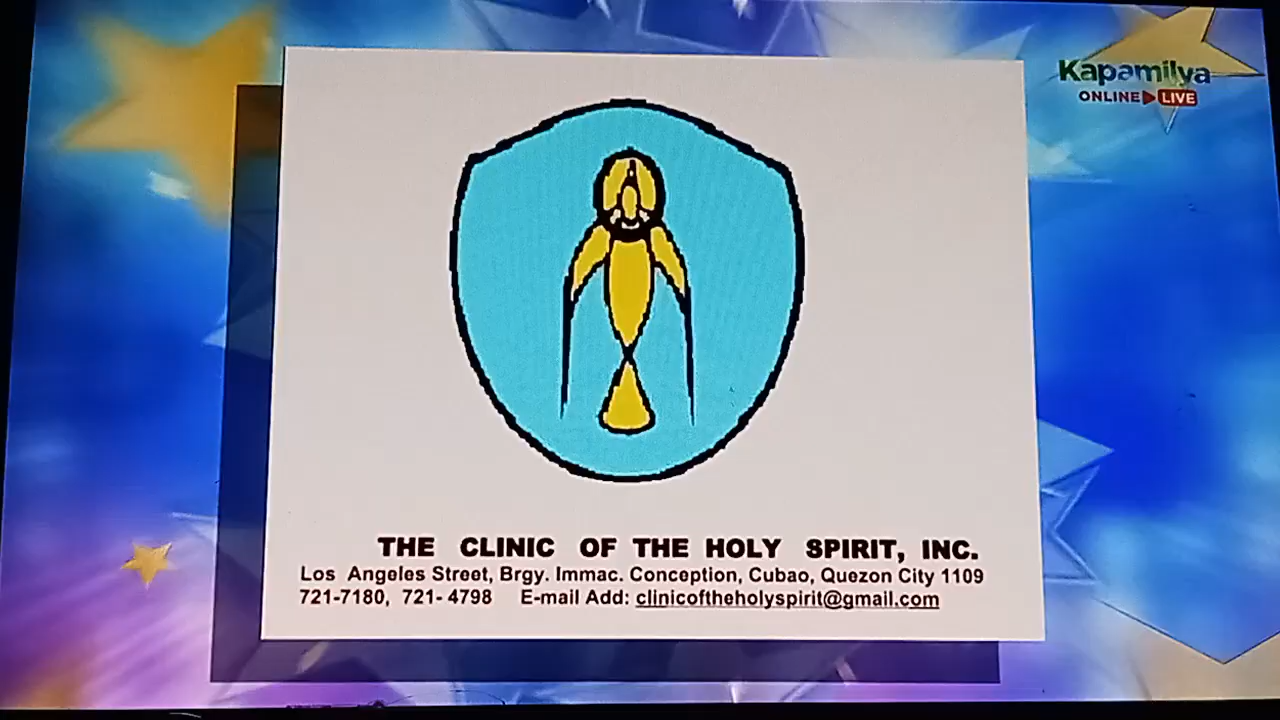 Kapamilya
ONLINE LIVE
THE CLINIC OF THE HOLY SPIRIT, INC.
Los Angeles Street, Brgy. Immac. Conception, Cubao, Quezon City 1109
721-7180, 721- 4798 E-mail Add: clinicoftheholyspirit@gmail.com